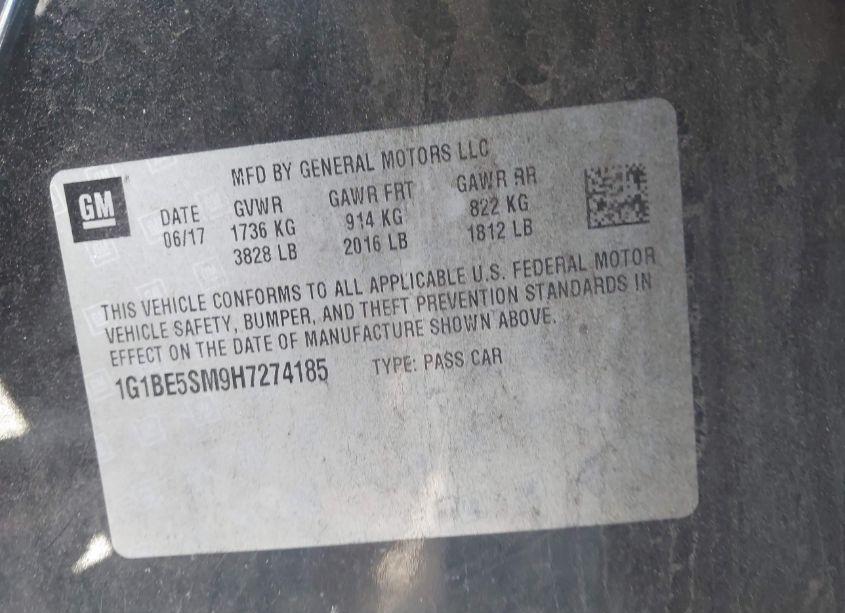 MFD BY GENERAL MOTORS LLC
GM
DATE GVWR GAWR FRT GAWR RR
06/17 1736 KG 914 KG 822 KG
3828 LB 2016 LB 1812 LB
THIS VEHICLE CONFORMS TO ALL APPLICABLE U.S. FEDERAL MOTOR
VEHICLE SAFETY, BUMPER, AND THEFT PREVENTION STANDARDS IN
EFFECT ON THE DATE OF MANUFACTURE SHOWN ABOVE.
1G1BE5SM9H7274185 TYPE: PASS CAR